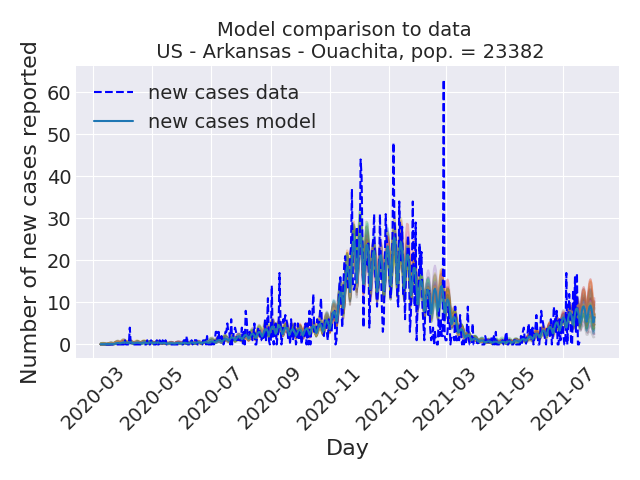 Model comparison to data
US - Arkansas - Ouachita, pop. = 23382
Number of new cases reported
60
50
40
30
20
10
0
new cases data
new cases model
2020-03
2020-05
2020-07
2020-09
2020-11
2021-01
2021-03
2021-05
2021-07
Day